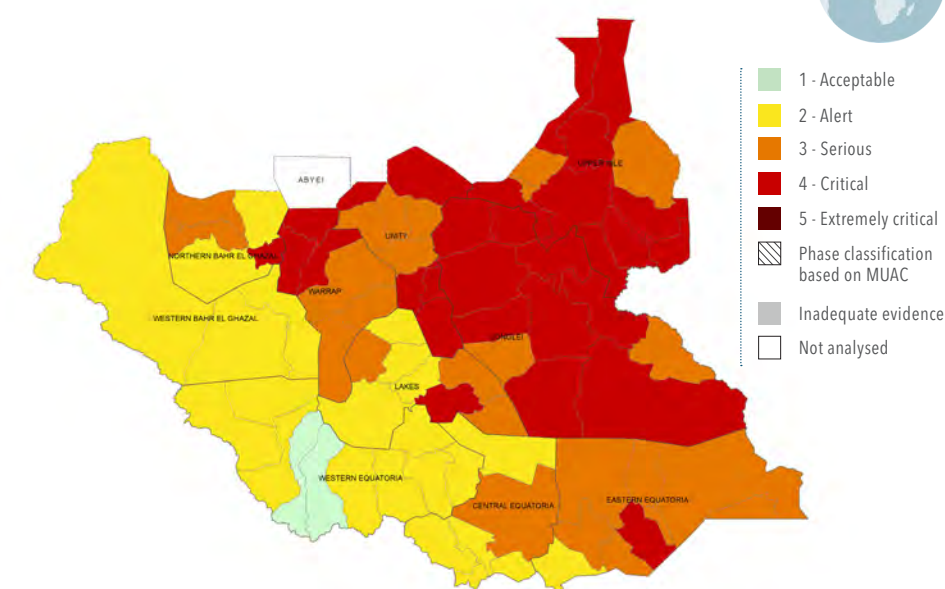 1 - Acceptable
2 - Alert
3 - Serious
4 - Critical
5 - Extremely critical
Phase classification
based on MUAC
Inadequate evidence
Not analysed
UPPER NILE
ABYEI
UNITY
NORTHERN BAHR EL GHAZAL
WARRAP
WESTERN BAHR EL GHAZAL
JONGLEI
LAKES
WESTERN EQUATORIA
CENTRAL EQUATORIA
EASTERN EQUATORIA